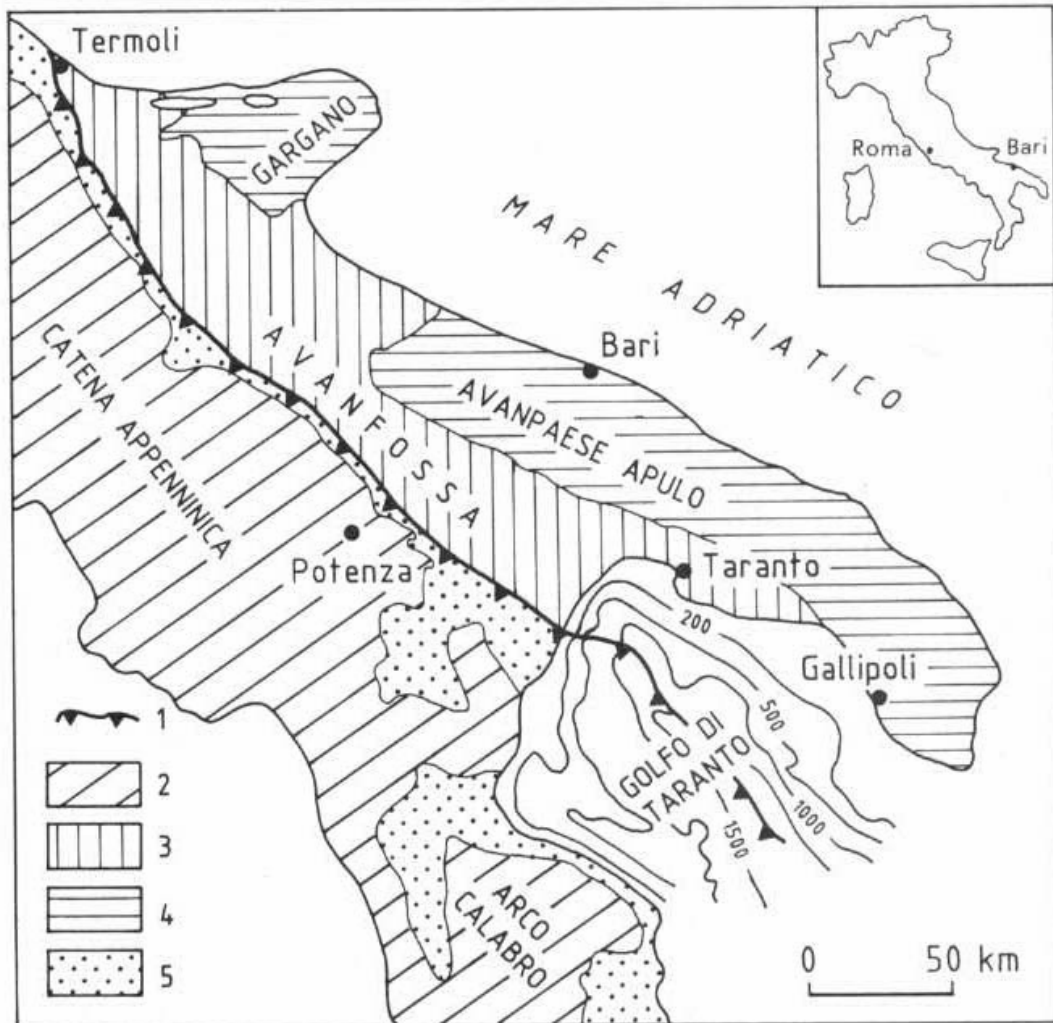 Termoli
GARGANO
Roma
Bari
MARE ADRIATICO
Bari
AVANFOSSA
AVANPAESE APULO
CATENA APPENNINICA
Potenza
Taranto
200
Gallipoli
500
GOLFO DI
TARANTO
1000
1500
1
2
3
4
5
ARCO
CALABRO
0 50 km